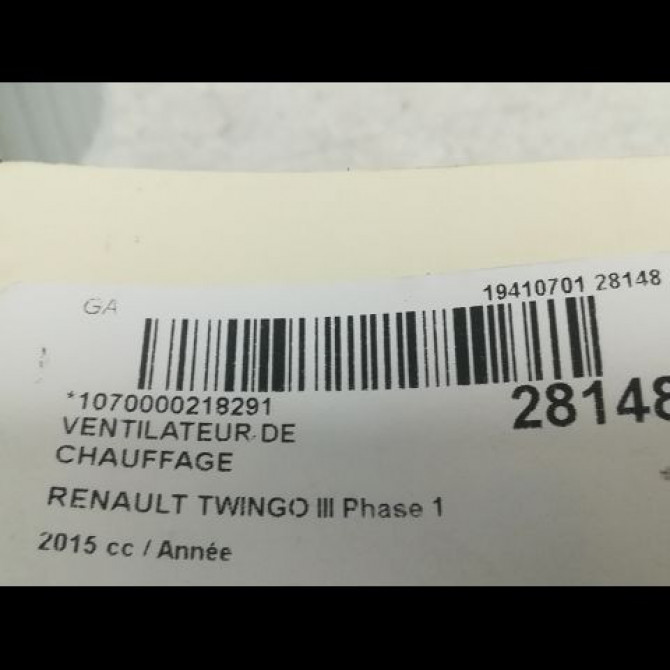 GA
19410701 28148
*1070000218291
28148
VENTILATEUR DE
CHAUFFAGE
RENAULT TWINGO III Phase 1
2015 cc / Année